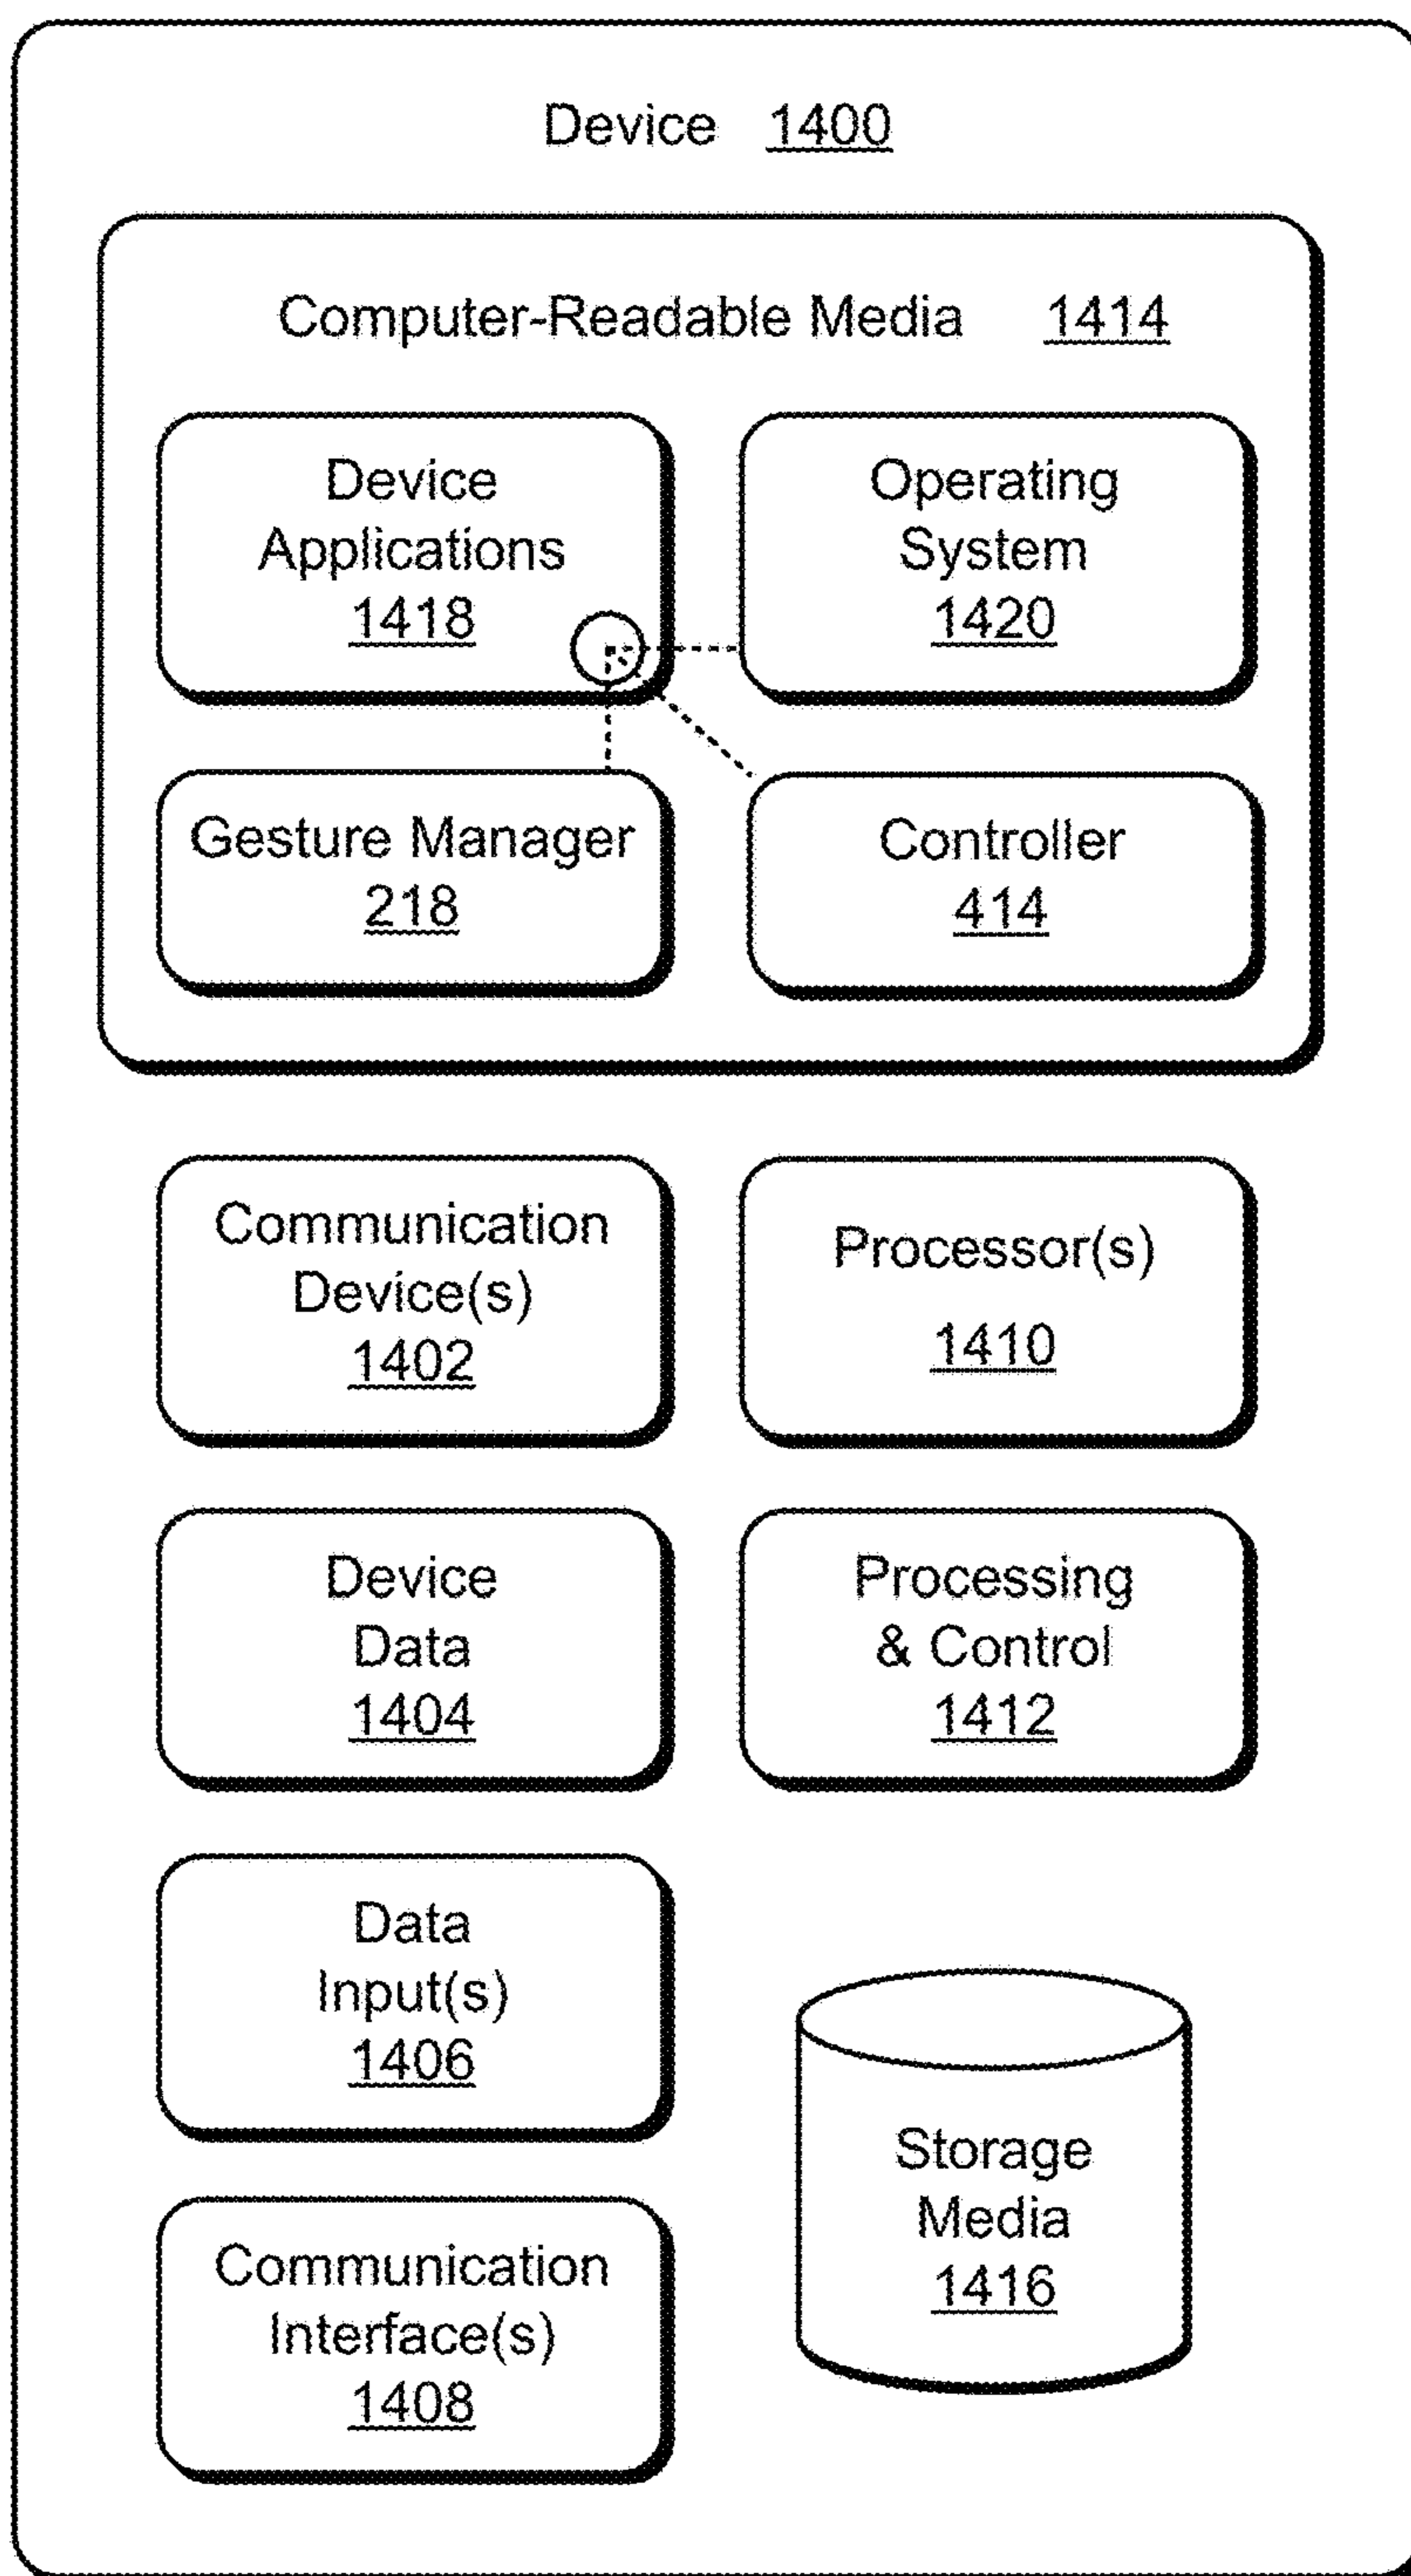 Device 1400
Computer-Readable Media 1414
Device
Applications
1418
Operating
System
1420
Gesture Manager
218
Controller
414
Communication
Device(s)
1402
Processor(s)
1410
Device
Data
1404
Processing
& Control
1412
Data
Input(s)
1406
Storage
Media
1416
Communication
Interface(s)
1408